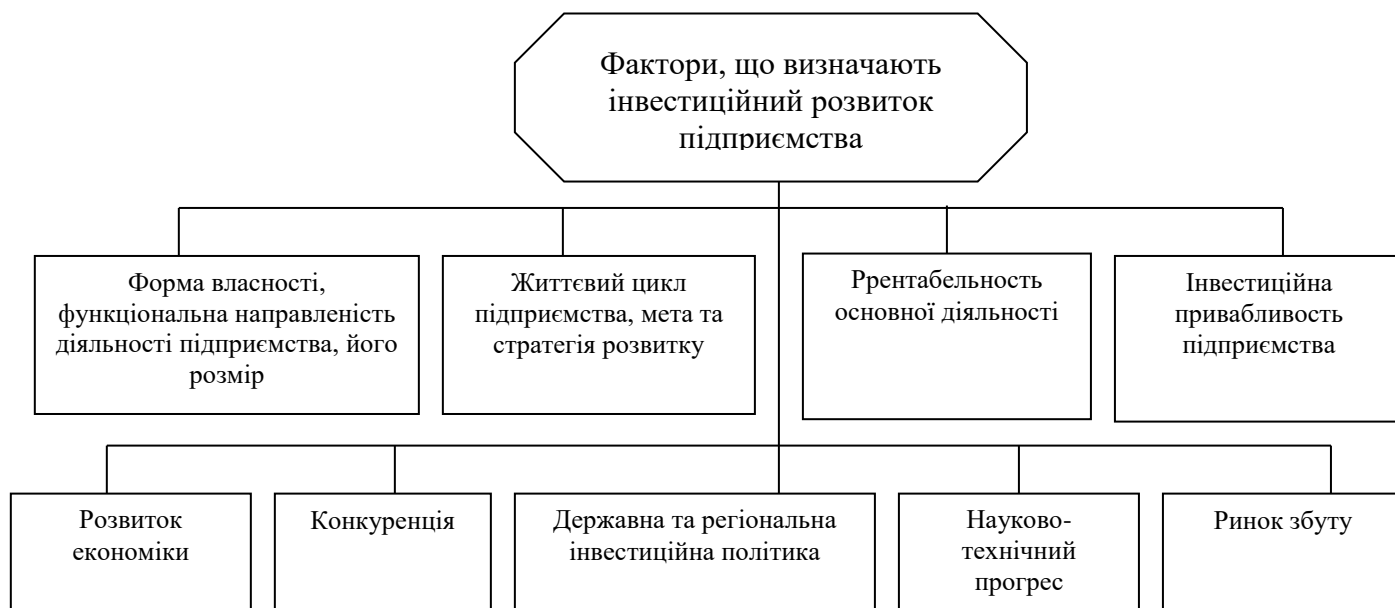 Фактори, що визначають
інвестиційний розвиток
підприємства
Форма власності,
функціональна направленість
діяльності підприємства, його
розмір
Життєвий цикл
підприємства, мета та
стратегія розвитку
Ррентабельность
основної діяльності
Інвестиційна
привабливость
підприємства
Розвиток
економіки
Конкуренція
Державна та регіональна
інвестиційна політика
Науково-
технічний
прогрес
Ринок збуту